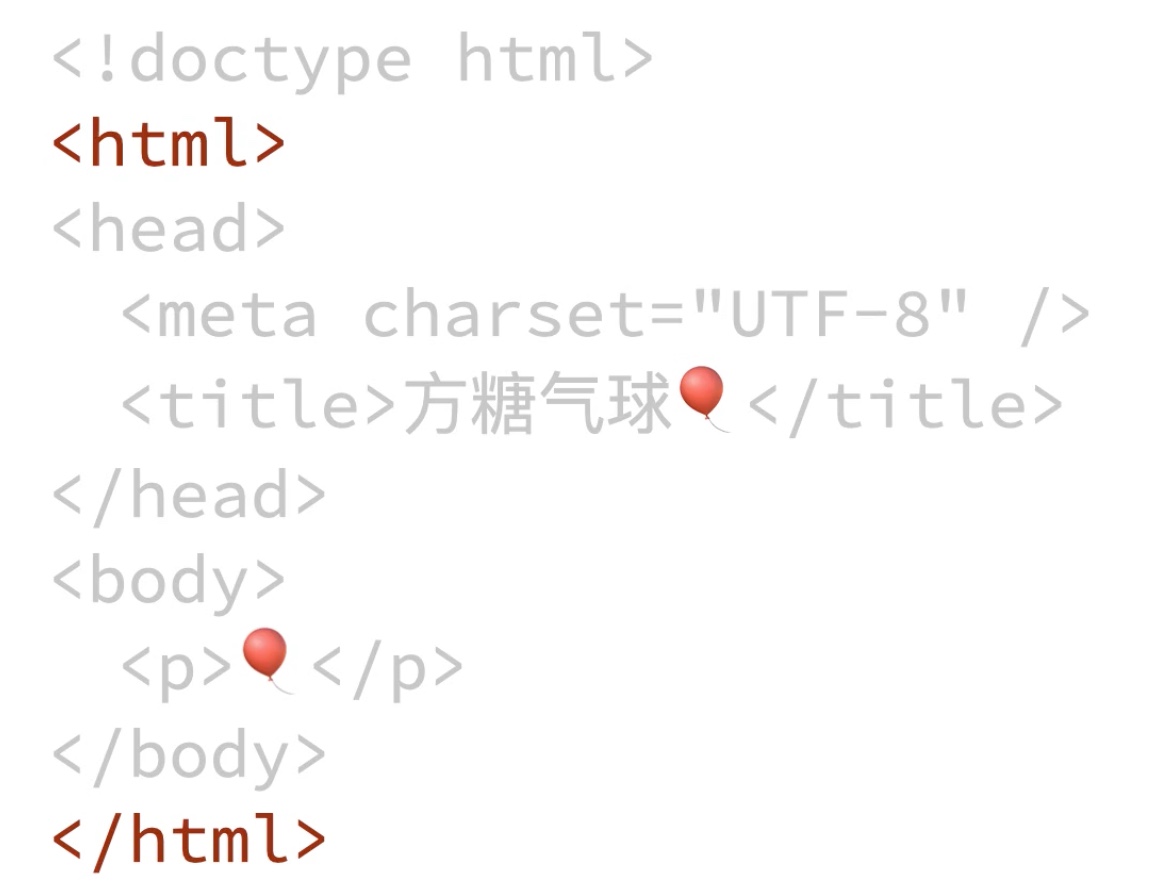 <!doctype html>
<html>
<head>
  <meta charset="UTF-8" />
  <title>方糖气球🎈</title>
</head>
<body>
  <p>🎈</p>
</body>
</html>